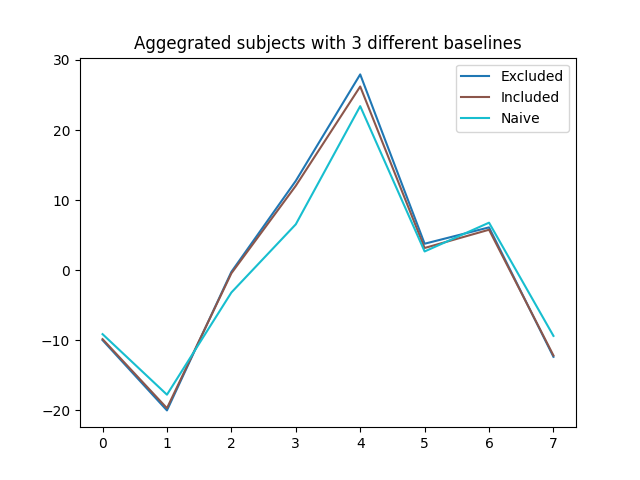 Aggegrated subjects with 3 different baselines
30
20
10
0
−10
−20
Excluded
Included
Naive
0 1 2 3 4 5 6 7